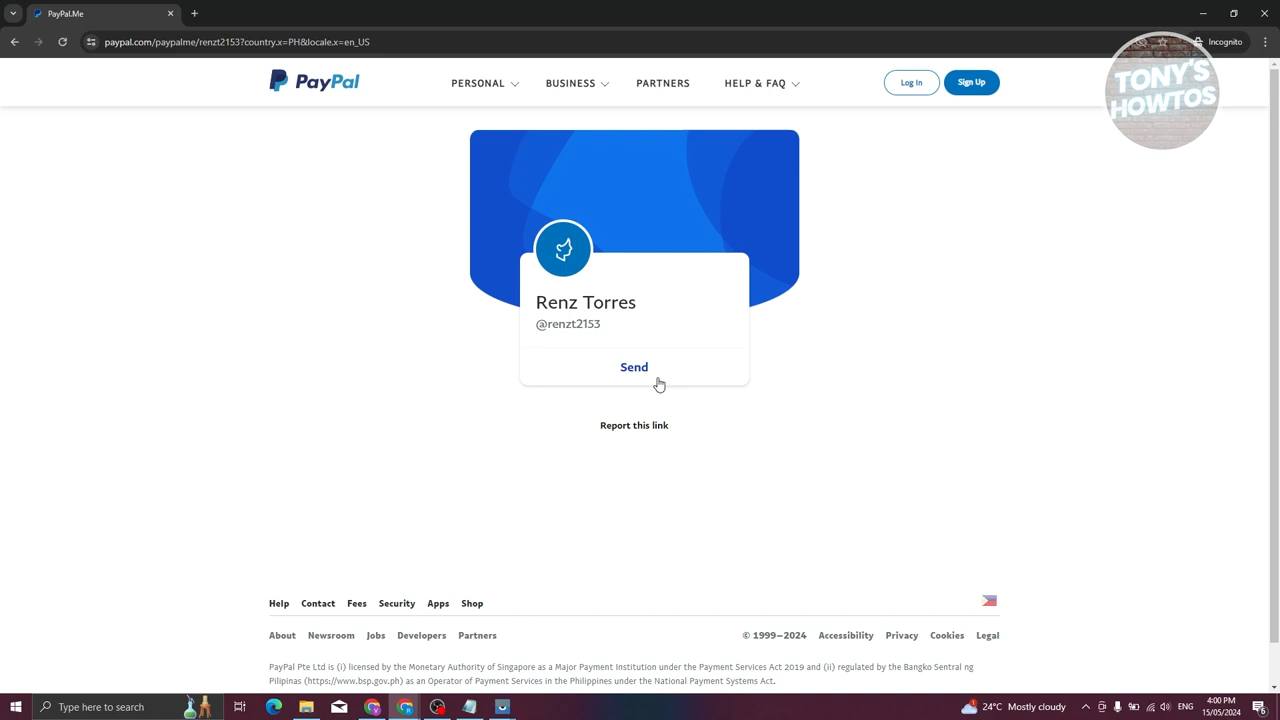 PayPal.Me
paypal.com/paypalme/renzt2153?country.x=PH&locale.x=en_US
Incognito
PayPal
PERSONAL
BUSINESS
PARTNERS
HELP & FAQ
Log In
Sign Up
TONY'S
HOWTOS
Renz Torres
@renzt2153
Send
Report this link
Help Contact Fees Security Apps Shop
About Newsroom Jobs Developers Partners
© 1999–2024 Accessibility Privacy Cookies Legal
PayPal Pte Ltd is (i) licensed by the Monetary Authority of Singapore as a Major Payment Institution under the Payment Services Act 2019 and (ii) regulated by the Bangko Sentral ng
Pilipinas (https://www.bsp.gov.ph) as an Operator of Payment Services in the Philippines under the National Payment Systems Act.
Type here to search
24°C Mostly cloudy
4:00 PM
15/05/2024
6